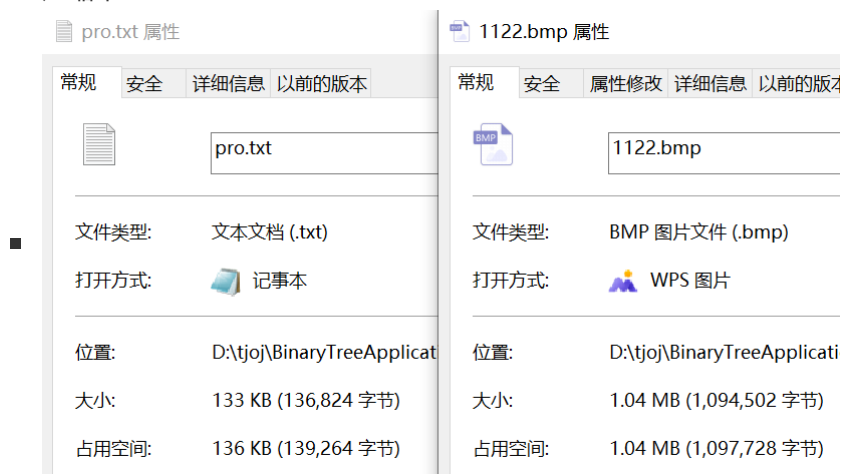 pro.txt 属性
常规 安全 详细信息 以前的版本
pro.txt
文件类型: 文本文档 (.txt)
打开方式: 记事本
位置: D:\tjoj\BinaryTreeApplicat
大小: 133 KB (136,824 字节)
占用空间: 136 KB (139,264 字节)
1122.bmp 属性
常规 安全 属性修改 详细信息 以前的版本
BMP
1122.bmp
文件类型: BMP 图片文件 (.bmp)
打开方式: WPS 图片
位置: D:\tjoj\BinaryTreeApplicati
大小: 1.04 MB (1,094,502 字节)
占用空间: 1.04 MB (1,097,728 字节)